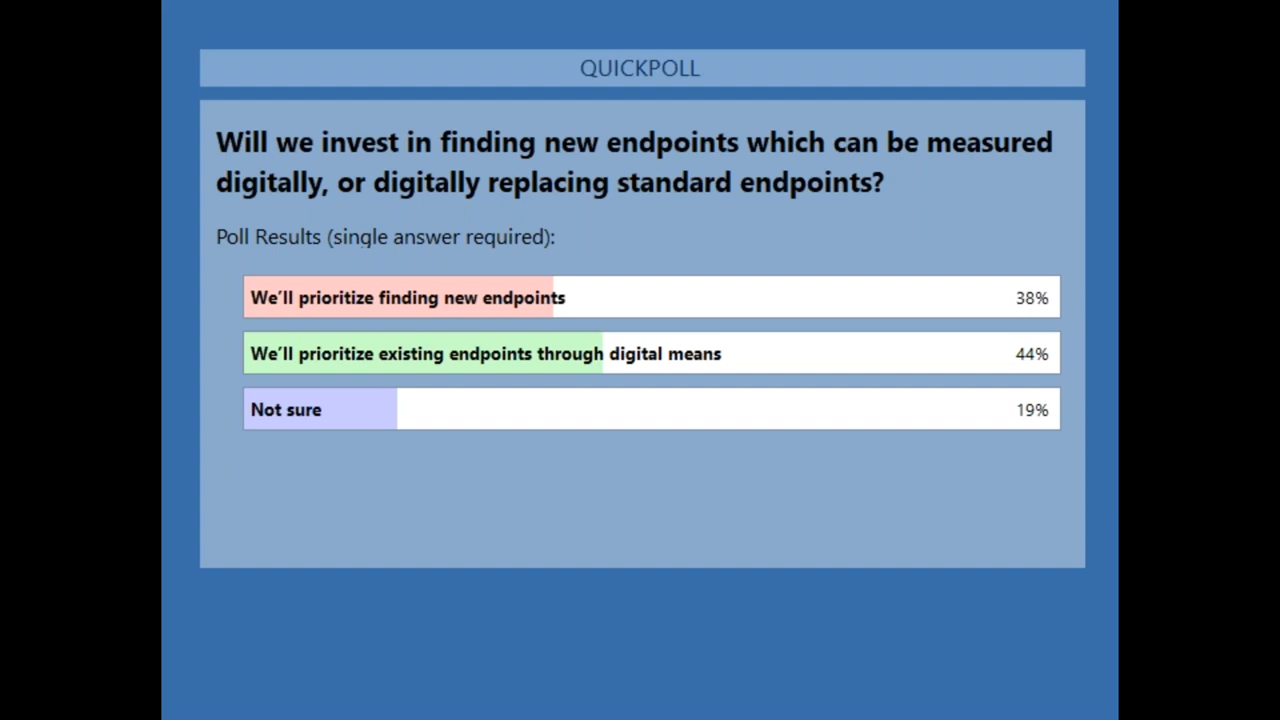 QUICKPOLL
Will we invest in finding new endpoints which can be measured
digitally, or digitally replacing standard endpoints?
Poll Results (single answer required):
We'll prioritize finding new endpoints 38%
We'll prioritize existing endpoints through digital means 44%
Not sure 19%